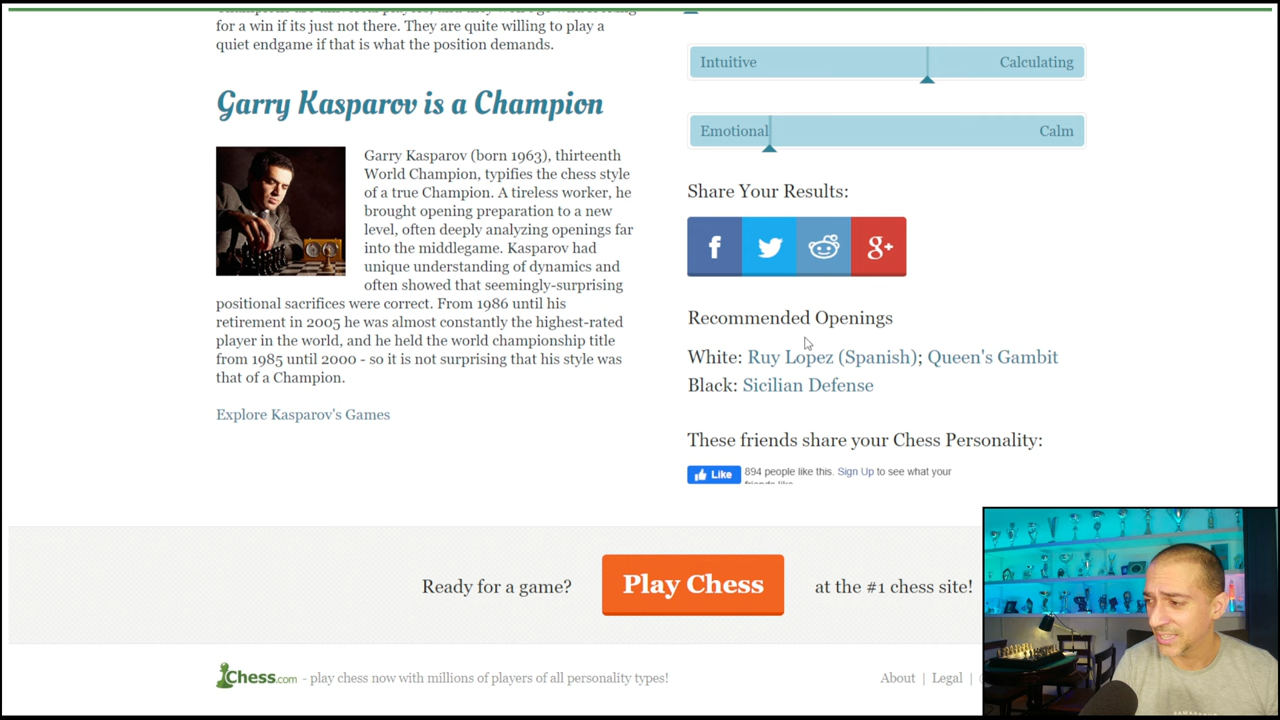 for a win if its just not there. They are quite willing to play a
quiet endgame if that is what the position demands.
Garry Kasparov is a Champion
Garry Kasparov (born 1963), thirteenth
World Champion, typifies the chess style
of a true Champion. A tireless worker, he
brought opening preparation to a new
level, often deeply analyzing openings far
into the middlegame. Kasparov had
unique understanding of dynamics and
often showed that seemingly-surprising
positional sacrifices were correct. From 1986 until his
retirement in 2005 he was almost constantly the highest-rated
player in the world, and he held the world championship title
from 1985 until 2000 - so it is not surprising that his style was
that of a Champion.
Explore Kasparov's Games
Intuitive Calculating
Emotional Calm
Share Your Results:
f g+
Recommended Openings
White: Ruy Lopez (Spanish); Queen's Gambit
Black: Sicilian Defense
These friends share your Chess Personality:
Like 894 people like this. Sign Up to see what your
friends like.
Ready for a game? Play Chess at the #1 chess site!
Chess.com - play chess now with millions of players of all personality types!
About | Legal |